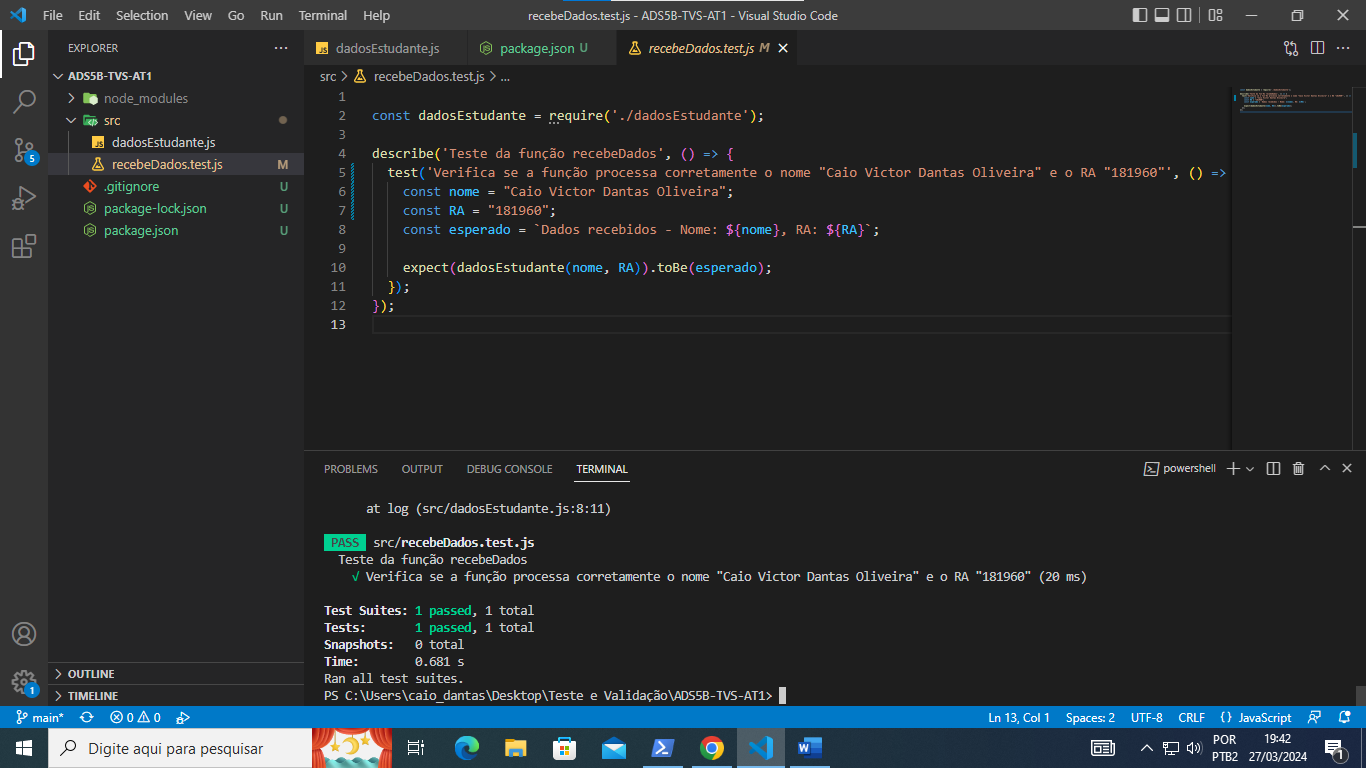 File Edit Selection View Go Run Terminal Help recebeDados.test.js - ADS5B-TVS-AT1 - Visual Studio Code
EXPLORER
ADS5B-TVS-AT1
node_modules
src
dadosEstudante.js
recebeDados.test.js M
.gitignore U
package-lock.json U
package.json U
OUTLINE
TIMELINE
5
1
dadosEstudante.js package.json U recebeDados.test.js M
src > recebeDados.test.js > ...
1
2 const dadosEstudante = require('./dadosEstudante');
3
4 describe('Teste da função recebeDados', () => {
5 test('Verifica se a função processa corretamente o nome "Caio Victor Dantas Oliveira" e o RA "181960"', () =>
6 const nome = "Caio Victor Dantas Oliveira";
7 const RA = "181960";
8 const esperado = `Dados recebidos - Nome: ${nome}, RA: ${RA}`;
9
10 expect(dadosEstudante(nome, RA)).toBe(esperado);
11 });
12 });
13
PROBLEMS OUTPUT DEBUG CONSOLE TERMINAL powershell
at log (src/dadosEstudante.js:8:11)
PASS src/recebeDados.test.js
Teste da função recebeDados
√ Verifica se a função processa corretamente o nome "Caio Victor Dantas Oliveira" e o RA "181960" (20 ms)
Test Suites: 1 passed, 1 total
Tests: 1 passed, 1 total
Snapshots: 0 total
Time: 0.681 s
Ran all test suites.
PS C:\Users\caio_dantas\Desktop\Teste e Validação\ADS5B-TVS-AT1>
main* 0 0 Ln 13, Col 1 Spaces: 2 UTF-8 CRLF {} JavaScript
Digite aqui para pesquisar
POR
PTB2
19:42
27/03/2024
1